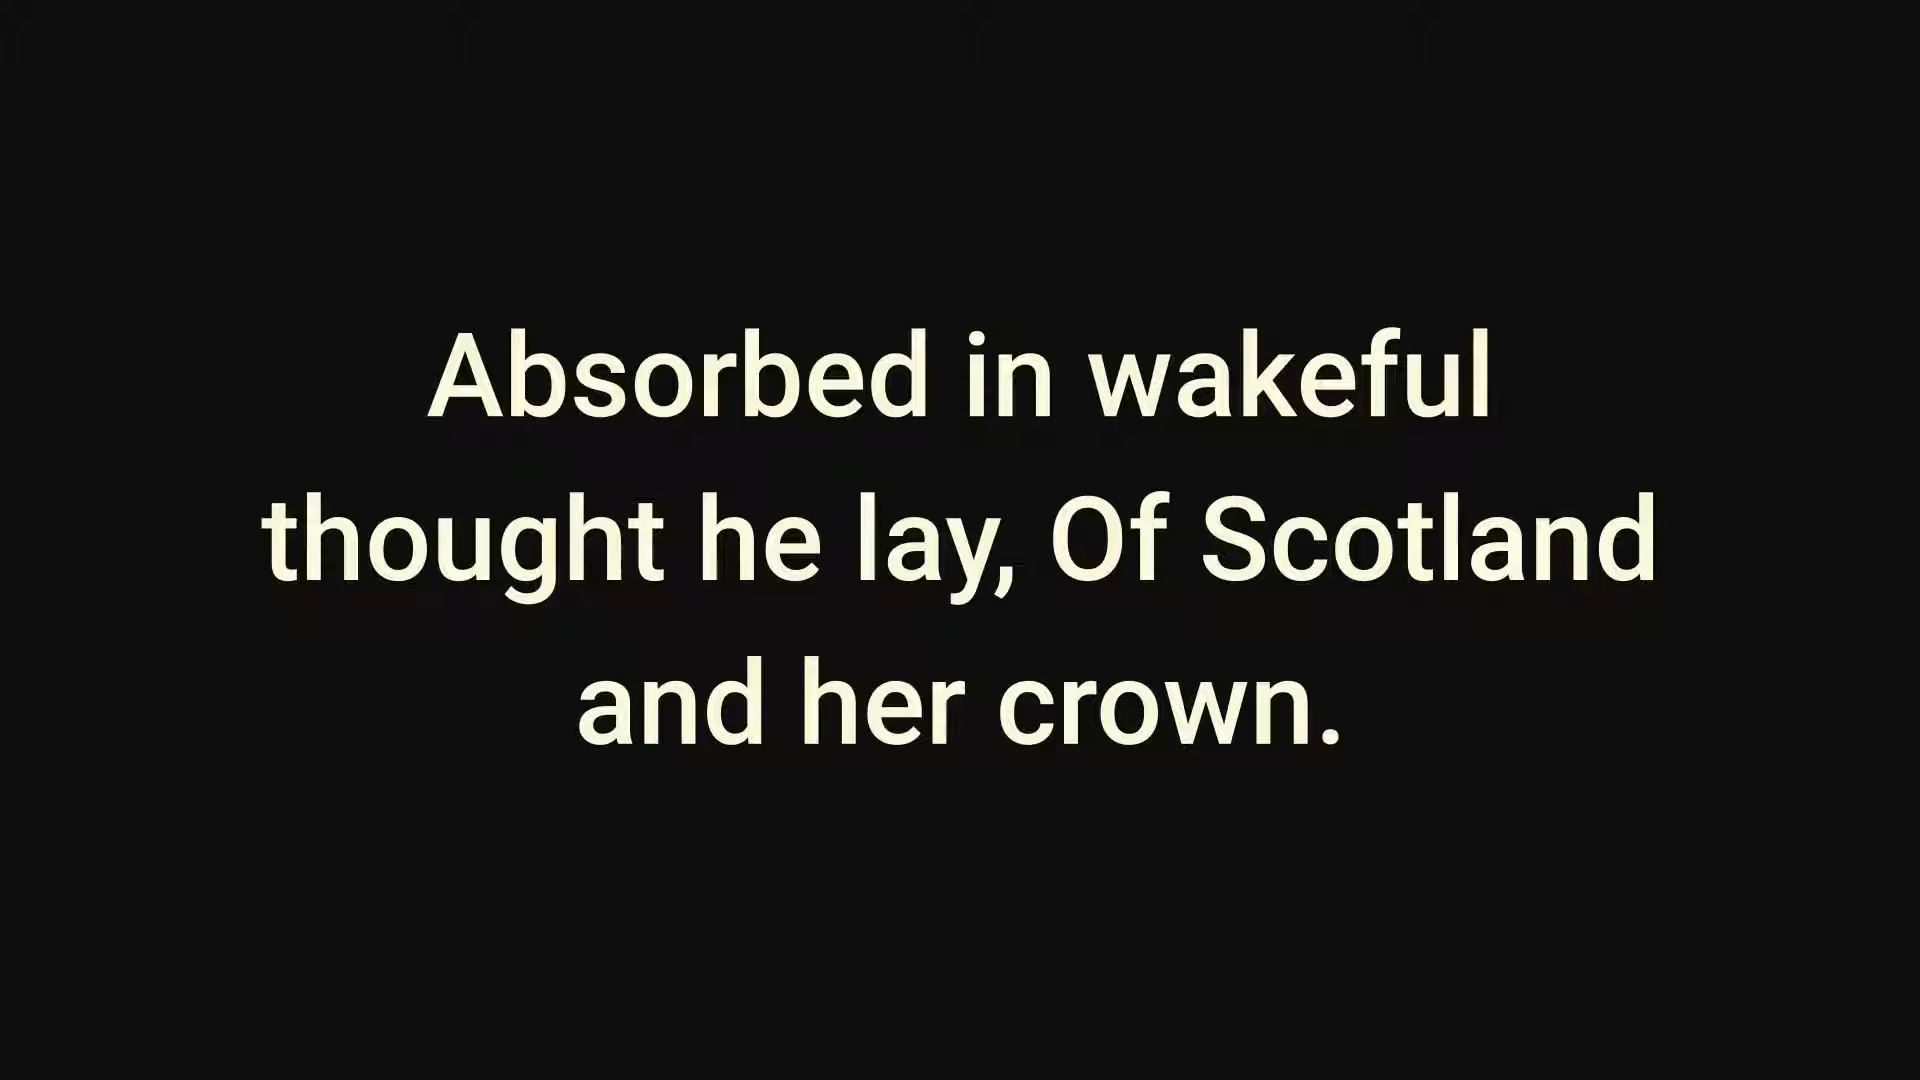 Absorbed in wakeful
thought he lay, Of Scotland
and her crown.